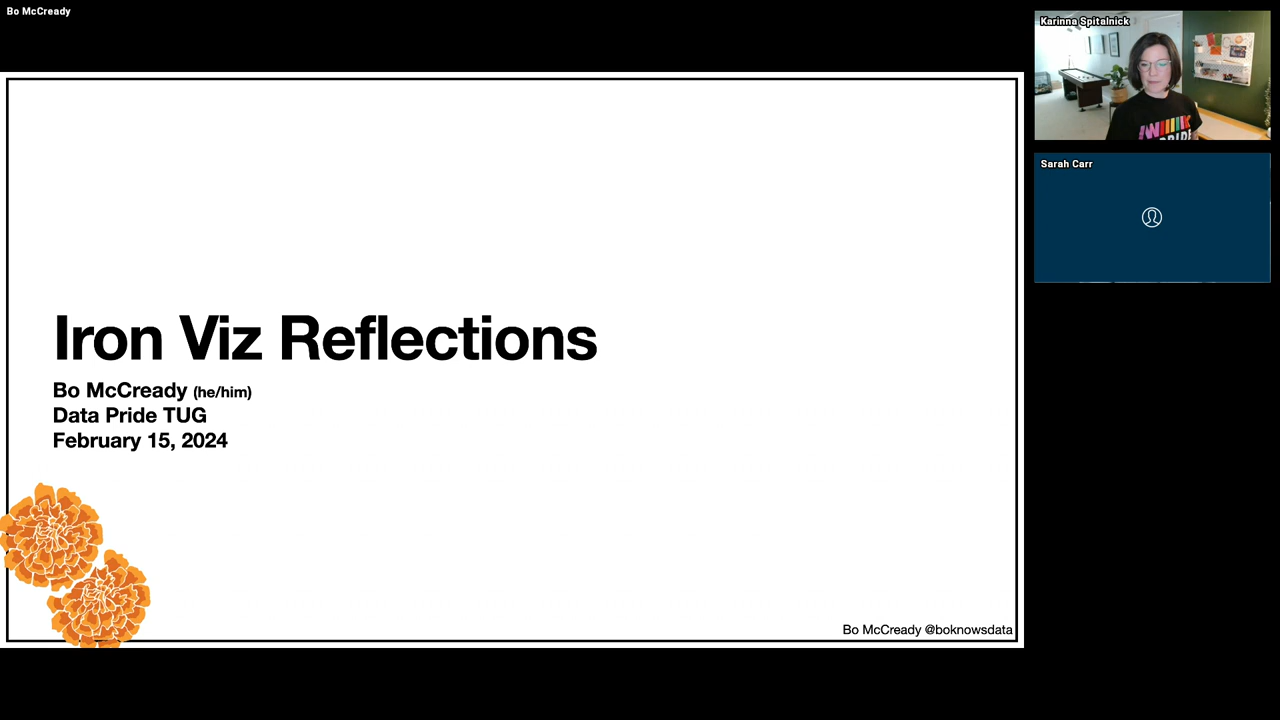 Bo McCready
Karinna Spitalnick
PRIDE
Sarah Carr
Iron Viz Reflections
Bo McCready (he/him)
Data Pride TUG
February 15, 2024
Bo McCready @boknowsdata